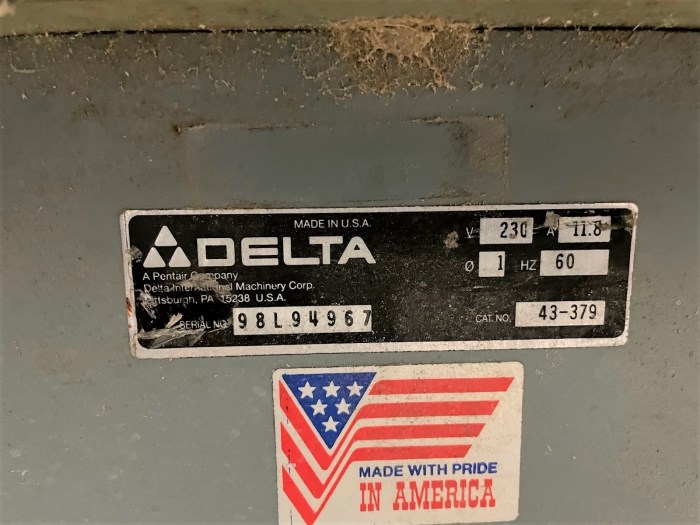 MADE IN U.S.A.
DELTA
A Pentair Company
Delta International Machinery Corp.
Pittsburgh, PA 15238 U.S.A.
SERIAL NO. 98L94967
V 230 A 11.8
Ø 1 HZ 60
CAT. NO. 43-379
MADE WITH PRIDE
IN AMERICA